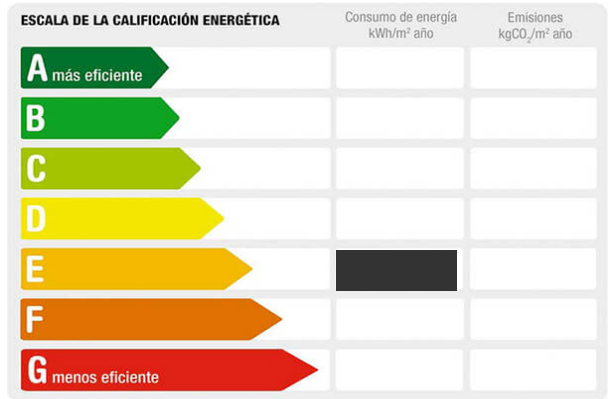 ESCALA DE LA CALIFICACIÓN ENERGÉTICA
Consumo de energía
kWh/m² año
Emisiones
kgCO₂/m² año
A más eficiente
B
C
D
E
F
G menos eficiente